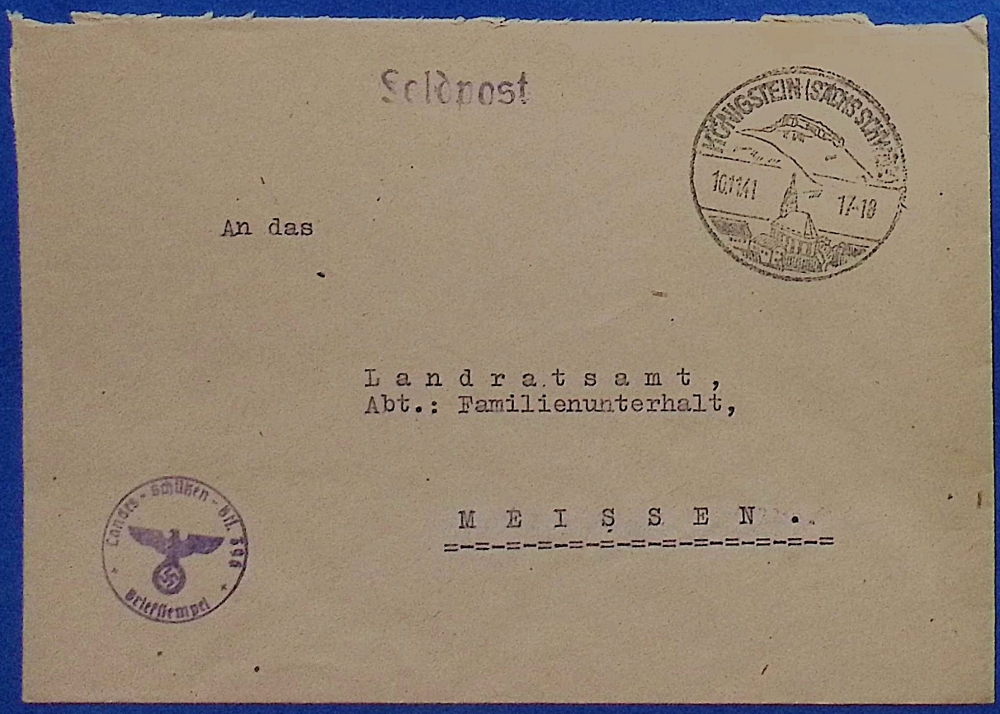 Feldpost
KÖNIGSTEIN (SÄCHS SCHWEIZ)
10.11.41
17-18
An das
Landratsamt,
Abt.: Familienunterhalt,
MEISSEN.
Landes-Schützen-Btl.
Briefstempel